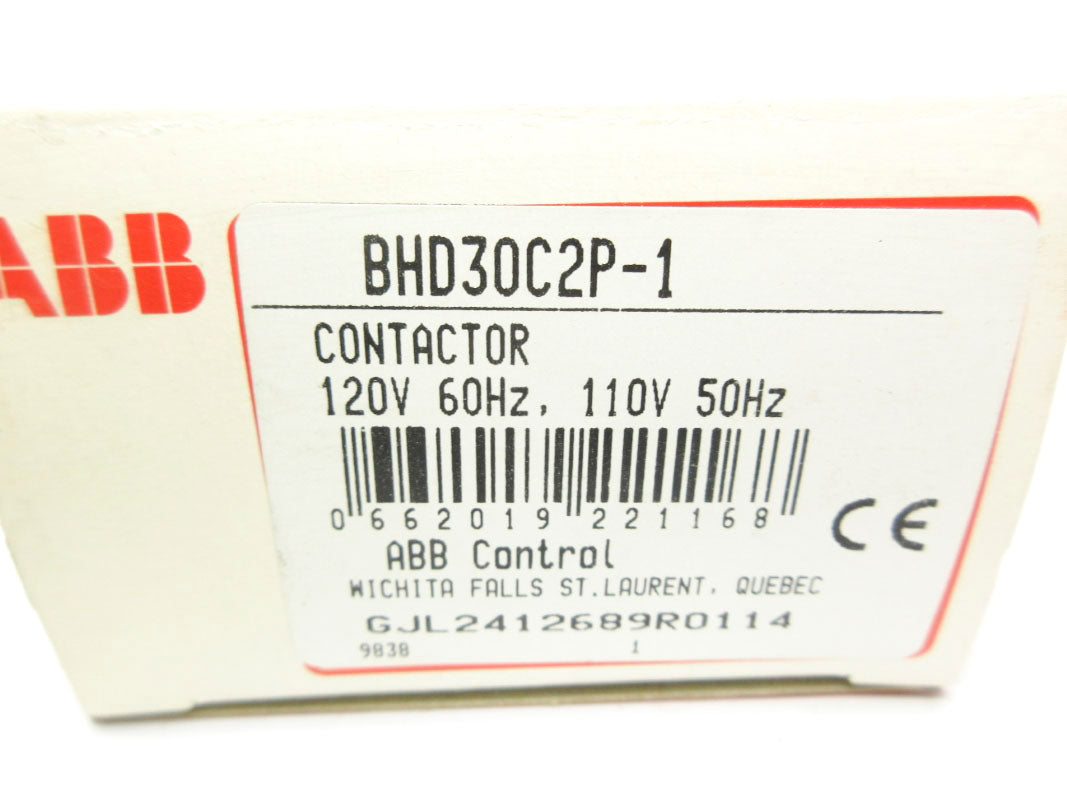 ABB
BHD30C2P-1
CONTACTOR
120V 60Hz, 110V 50Hz
0 662019 221168
CE
ABB Control
WICHITA FALLS ST.LAURENT, QUEBEC
GJL2412689R0114
9838 1